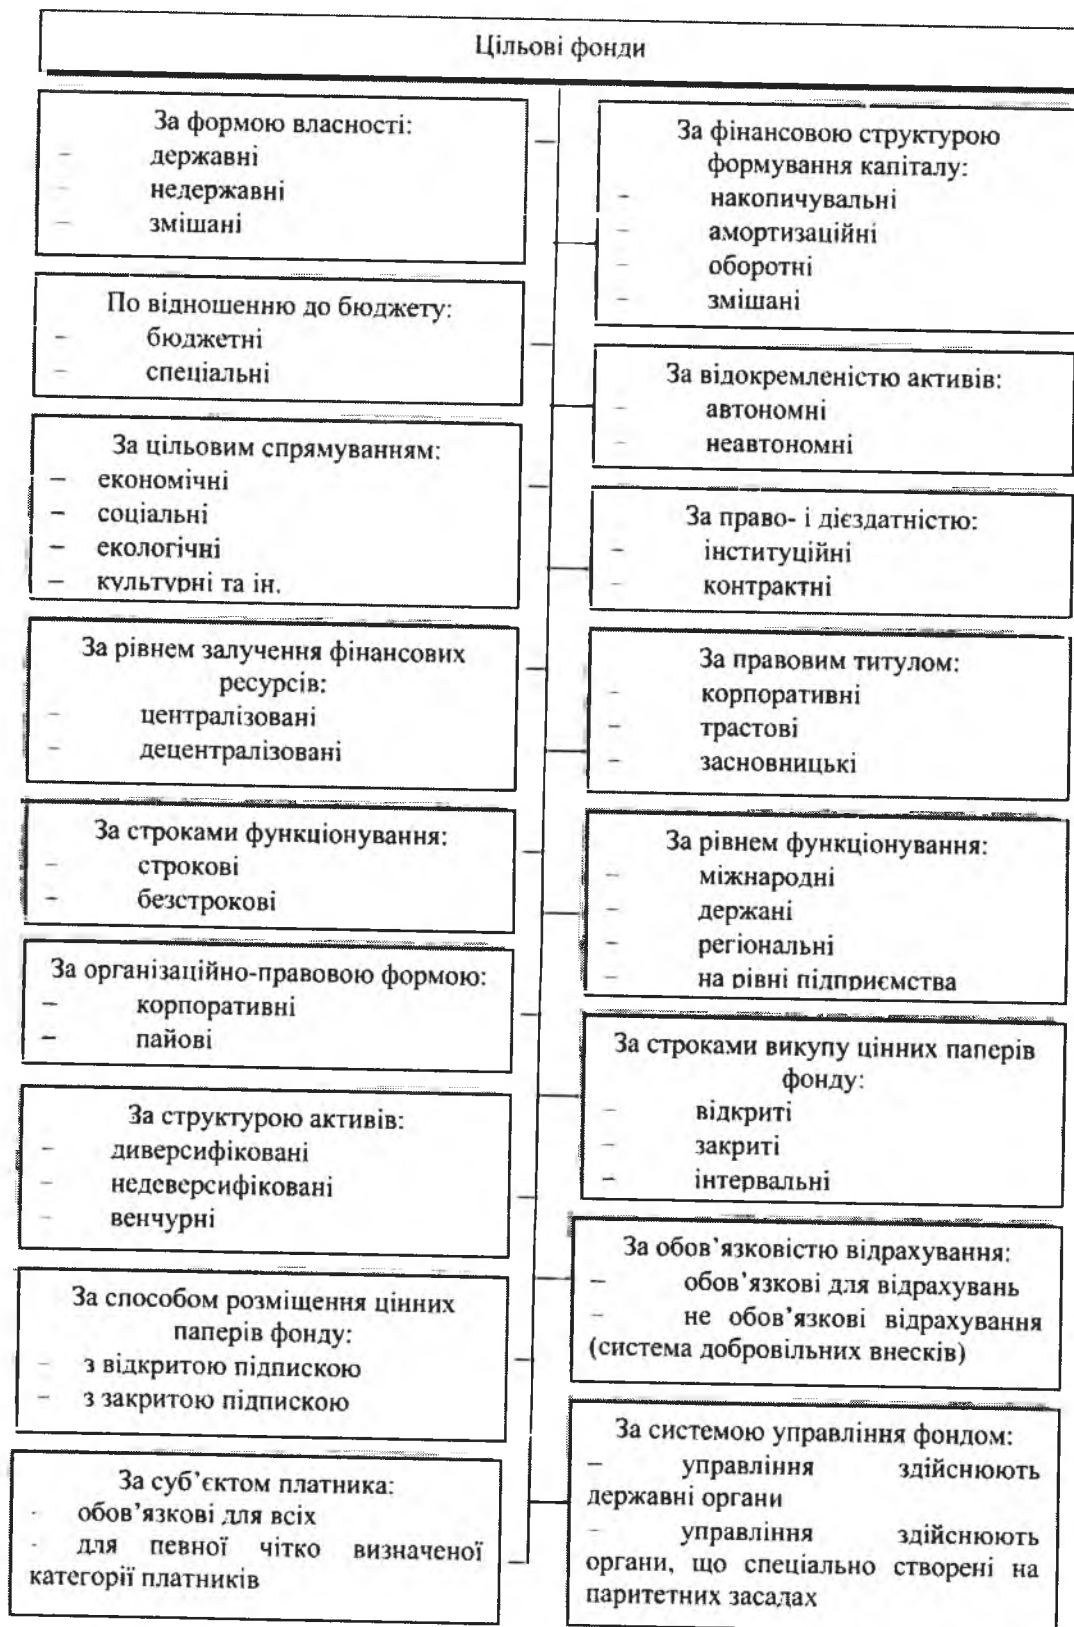 Цільові фонди
За формою власності:
– державні
– недержавні
– змішані
По відношенню до бюджету:
– бюджетні
– спеціальні
За цільовим спрямуванням:
– економічні
– соціальні
– екологічні
– культурні та ін.
За рівнем залучення фінансових
ресурсів:
– централізовані
– децентралізовані
За строками функціонування:
– строкові
– безстрокові
За організаційно-правовою формою:
– корпоративні
– пайові
За структурою активів:
– диверсифіковані
– недеверсифіковані
– венчурні
За способом розміщення цінних
паперів фонду:
– з відкритою підпискою
– з закритою підпискою
За суб’єктом платника:
- обов’язкові для всіх
- для певної чітко визначеної
категорії платників
За фінансовою структурою
формування капіталу:
– накопичувальні
– амортизаційні
– оборотні
– змішані
За відокремленістю активів:
– автономні
– неавтономні
За право- і дієздатністю:
– інституційні
– контрактні
За правовим титулом:
– корпоративні
– трастові
– засновницькі
За рівнем функціонування:
– міжнародні
– держані
– регіональні
– на рівні підприємства
За строками викупу цінних паперів
фонду:
– відкриті
– закриті
– інтервальні
За обов’язковістю відрахування:
– обов’язкові для відрахувань
– не обов’язкові відрахування
(система добровільних внесків)
За системою управління фондом:
– управління здійснюють
державні органи
– управління здійснюють
органи, що спеціально створені на
паритетних засадах